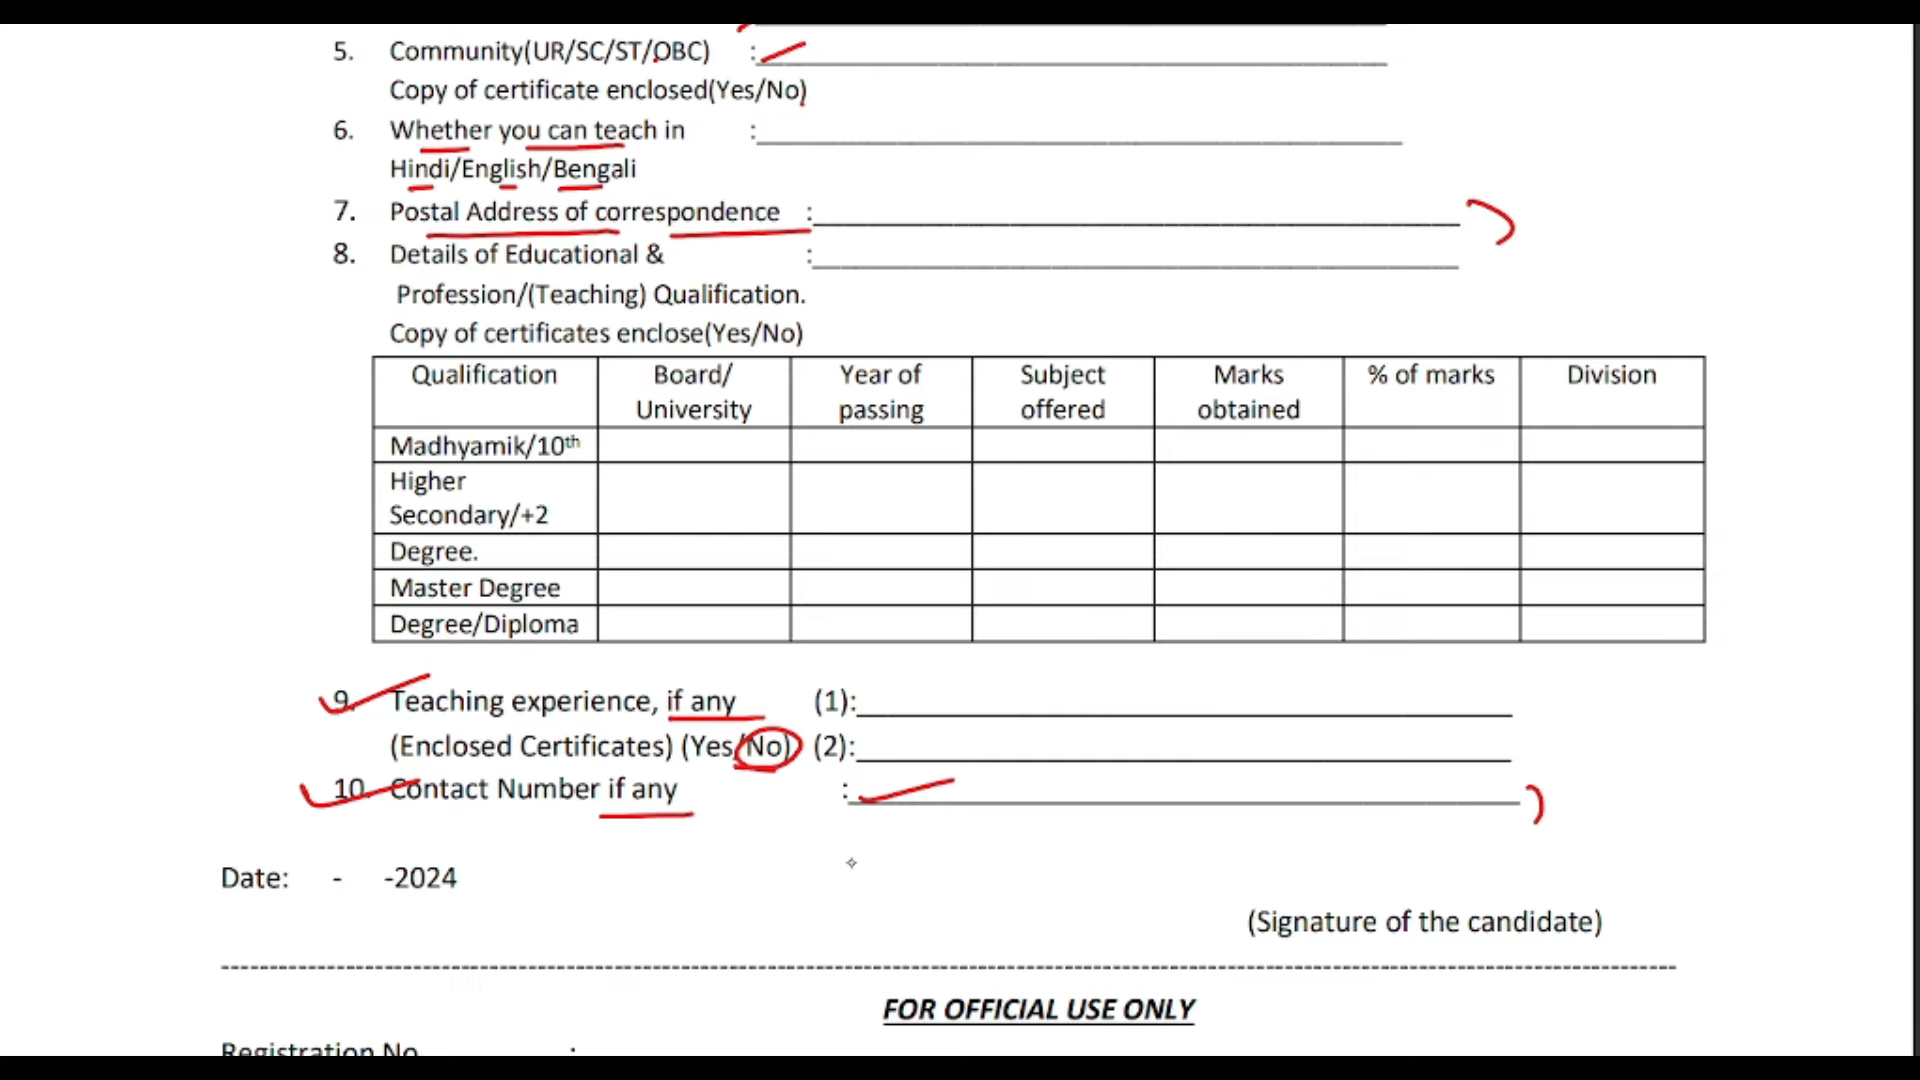 5. Community(UR/SC/ST/OBC) :
Copy of certificate enclosed(Yes/No)
6. Whether you can teach in :
Hindi/English/Bengali
7. Postal Address of correspondence :
8. Details of Educational & :
Profession/(Teaching) Qualification.
Copy of certificates enclose(Yes/No)
Qualification Board/ University Year of passing Subject offered Marks obtained % of marks Division
Madhyamik/10th
Higher Secondary/+2
Degree.
Master Degree
Degree/Diploma
9. Teaching experience, if any (1):
(Enclosed Certificates) (Yes/No) (2):
10. Contact Number if any :
Date: - -2024
(Signature of the candidate)
FOR OFFICIAL USE ONLY
Registration No :